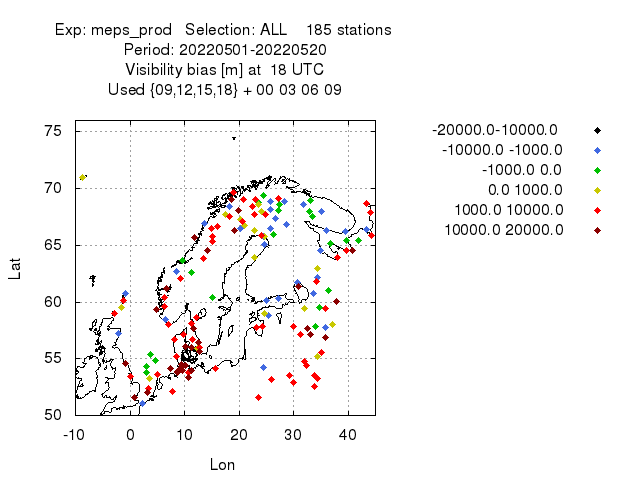 Exp: meps_prod   Selection: ALL    185 stations
Period: 20220501-20220520
Visibility bias [m] at  18 UTC
Used {09,12,15,18} + 00 03 06 09
-20000.0-10000.0
-10000.0 -1000.0
-1000.0 0.0
0.0 1000.0
1000.0 10000.0
10000.0 20000.0
75
70
65
60
55
50
Lat
-10 0 10 20 30 40
Lon